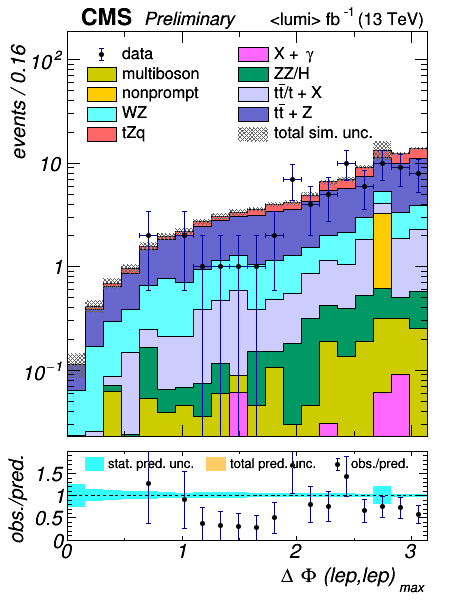 CMS Preliminary <lumi> fb⁻¹ (13 TeV)
events / 0.16
10²
10
1
10⁻¹
data
multiboson
nonprompt
WZ
tZq
X + γ
ZZ/H
tt̄/t + X
tt̄ + Z
total sim. unc.
obs./pred.
1.5
1
0.5
0
stat. pred. unc. total pred. unc. obs./pred.
0 1 2 3
Δ Φ (lep,lep) max